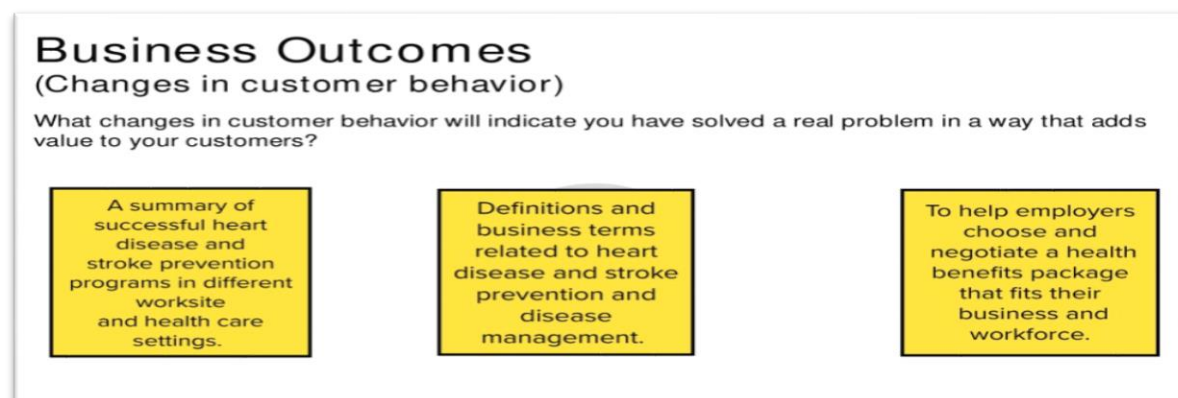 Business Outcomes
(Changes in customer behavior)
What changes in customer behavior will indicate you have solved a real problem in a way that adds
value to your customers?
A summary of
successful heart
disease and
stroke prevention
programs in different
worksite
and health care
settings.
Definitions and
business terms
related to heart
disease and stroke
prevention and
disease
management.
To help employers
choose and
negotiate a health
benefits package
that fits their
business and
workforce.